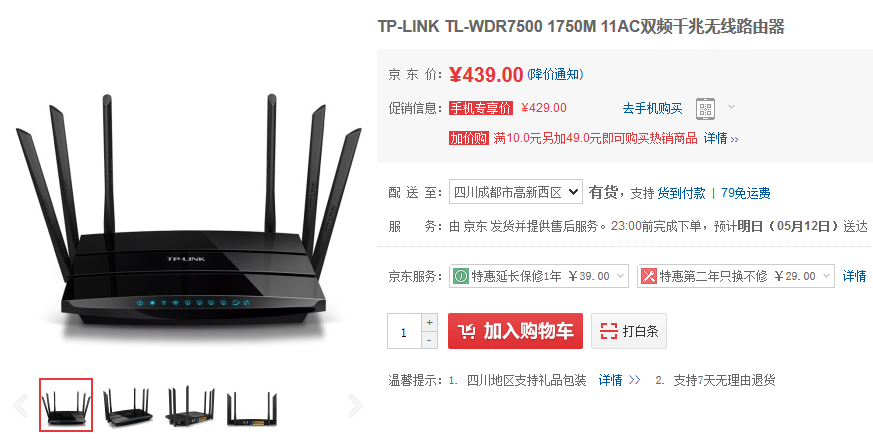 TP-LINK TL-WDR7500 1750M 11AC双频千兆无线路由器
京 东 价：¥439.00 (降价通知)
促销信息：手机专享价 ¥429.00 去手机购买
加价购 满10.0元另加49.0元即可购买热销商品 详情 >>
配 送 至：四川成都市高新西区 有货，支持 货到付款 | 79免运费
服 务：由 京东 发货并提供售后服务。23:00前完成下单，预计明日（05月12日）送达
京东服务：特惠延长保修1年 ¥39.00 特惠第二年只换不修 ¥29.00 详情
1 + - 加入购物车 打白条
温馨提示：1. 四川地区支持礼品包装 详情 >> 2. 支持7天无理由退货
TP-LINK